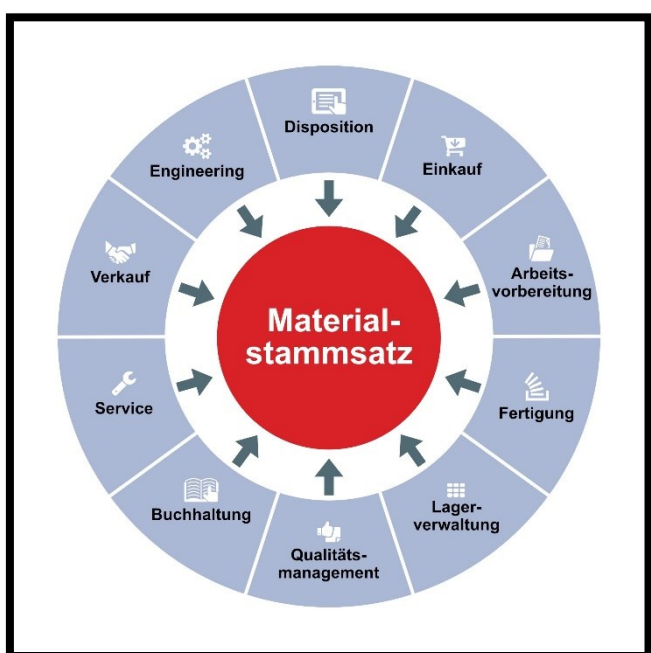 Disposition
Einkauf
Arbeits-
vorbereitung
Fertigung
Lager-
verwaltung
Qualitäts-
management
Buchhaltung
Service
Verkauf
Engineering
Material-
stammsatz